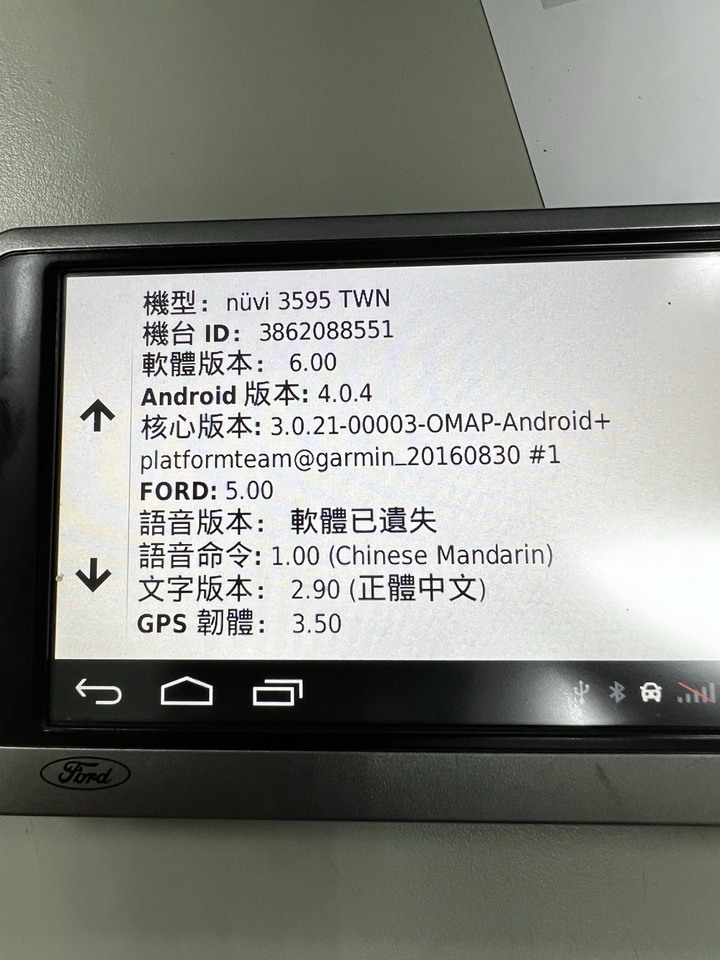 機型： nüvi 3595 TWN
機台 ID： 3862088551
軟體版本： 6.00
Android 版本: 4.0.4
核心版本: 3.0.21-00003-OMAP-Android+
platformteam@garmin_20160830 #1
FORD: 5.00
語音版本： 軟體已遺失
語音命令: 1.00 (Chinese Mandarin)
文字版本： 2.90 (正體中文)
GPS 韌體： 3.50
Ford